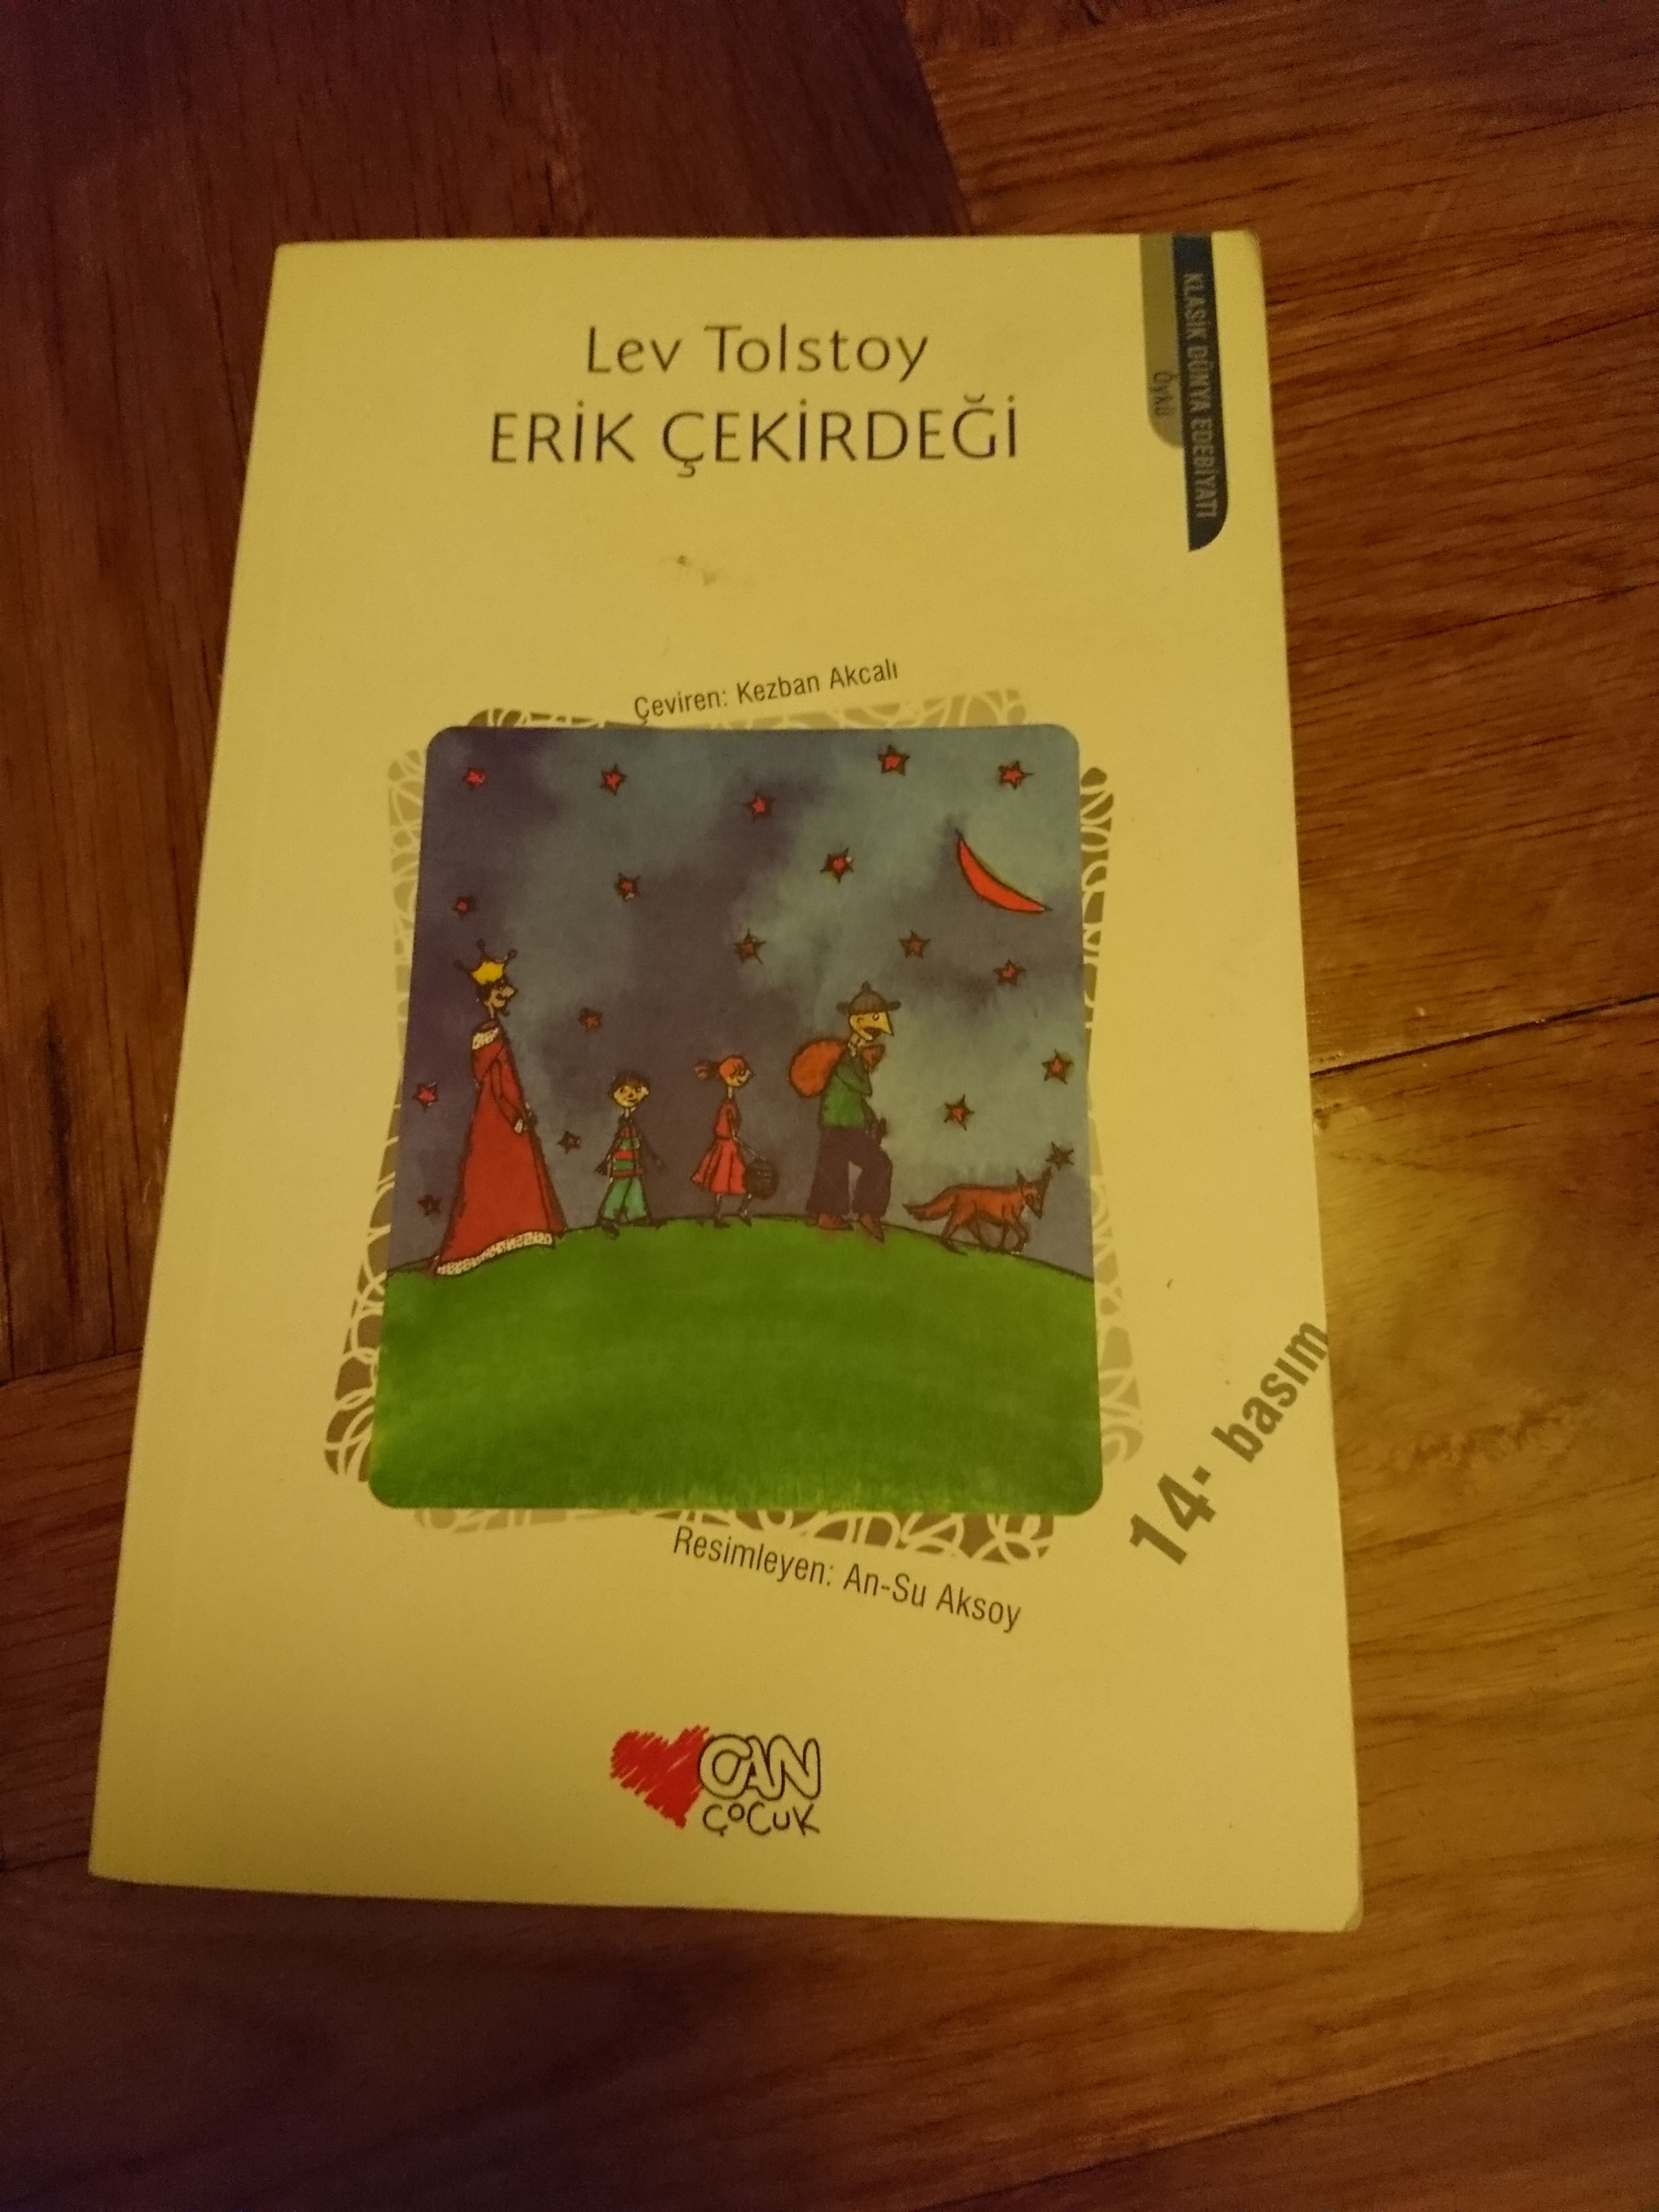 Lev Tolstoy
ERİK ÇEKİRDEĞİ
KLASİK DÜNYA EDEBİYATI
Öykü
Çeviren: Kezban Akcalı
14. basım
Resimleyen: An-Su Aksoy
CAN
ÇOCUK